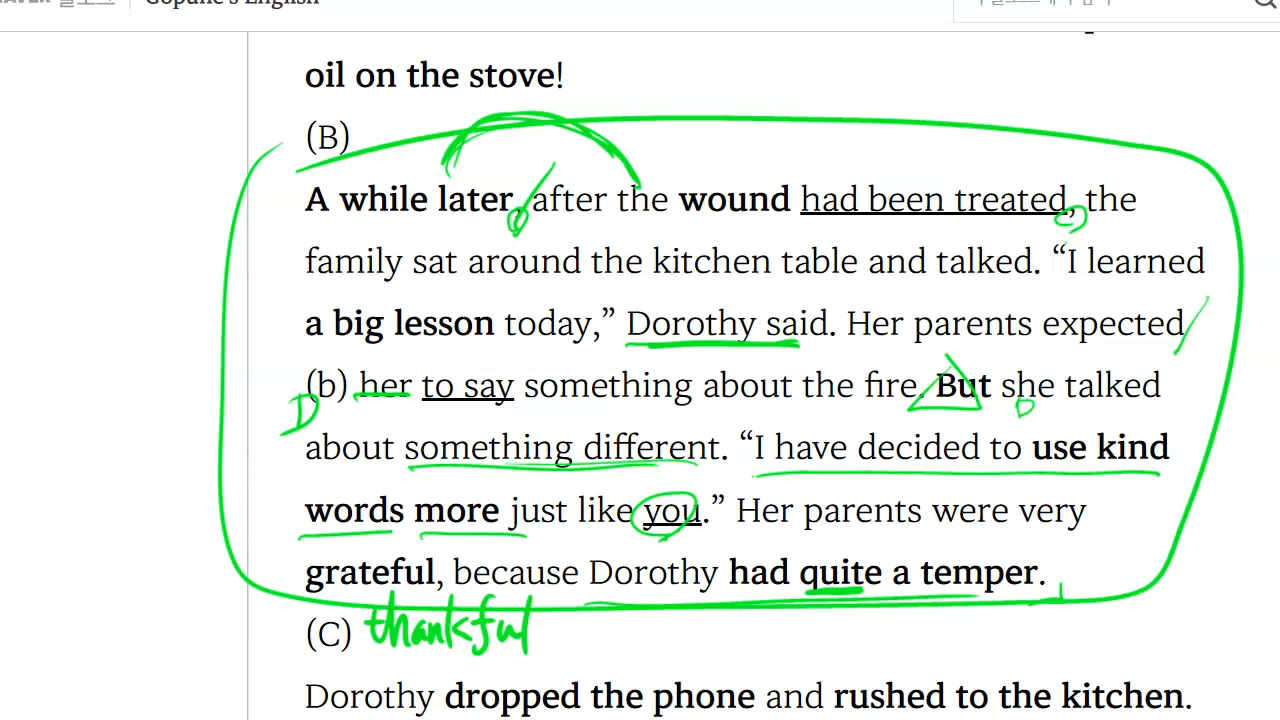 Gopune's English
oil on the stove!
(B)
A while later, after the wound had been treated, the
family sat around the kitchen table and talked. “I learned
a big lesson today,” Dorothy said. Her parents expected
(b) her to say something about the fire. But she talked
D
about something different. “I have decided to use kind
words more just like you.” Her parents were very
grateful, because Dorothy had quite a temper.
(C) thankful
Dorothy dropped the phone and rushed to the kitchen.